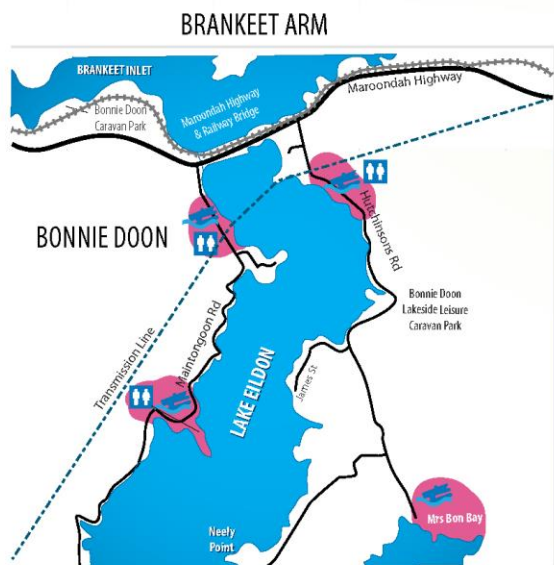 BRANKEET ARM
BRANKEET INLET
Maroondah Highway
Bonnie Doon
Caravan Park
Maroondah Highway
& Railway Bridge
Hutchinsons Rd
BONNIE DOON
Bonnie Doon
Lakeside Leisure
Caravan Park
Transmission Line
Maintongoon Rd
LAKE EILDON
James St
Mrs Bon Bay
Neely
Point